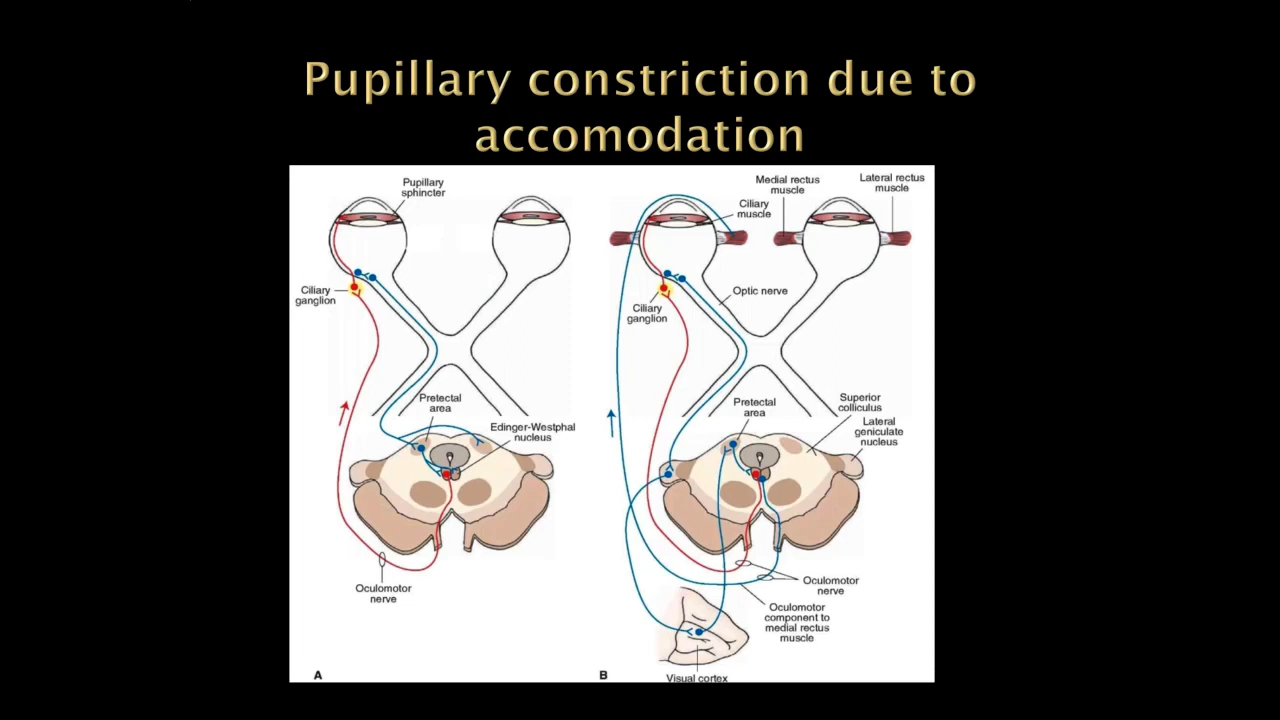 Pupillary constriction due to
accomodation
Pupillary
sphincter
Ciliary
ganglion
Pretectal
area
Edinger-Westphal
nucleus
Oculomotor
nerve
A
Medial rectus
muscle
Lateral rectus
muscle
Ciliary
muscle
Optic nerve
Ciliary
ganglion
Pretectal
area
Superior
colliculus
Lateral
geniculate
nucleus
Oculomotor
nerve
Oculomotor
component to
medial rectus
muscle
Visual cortex
B